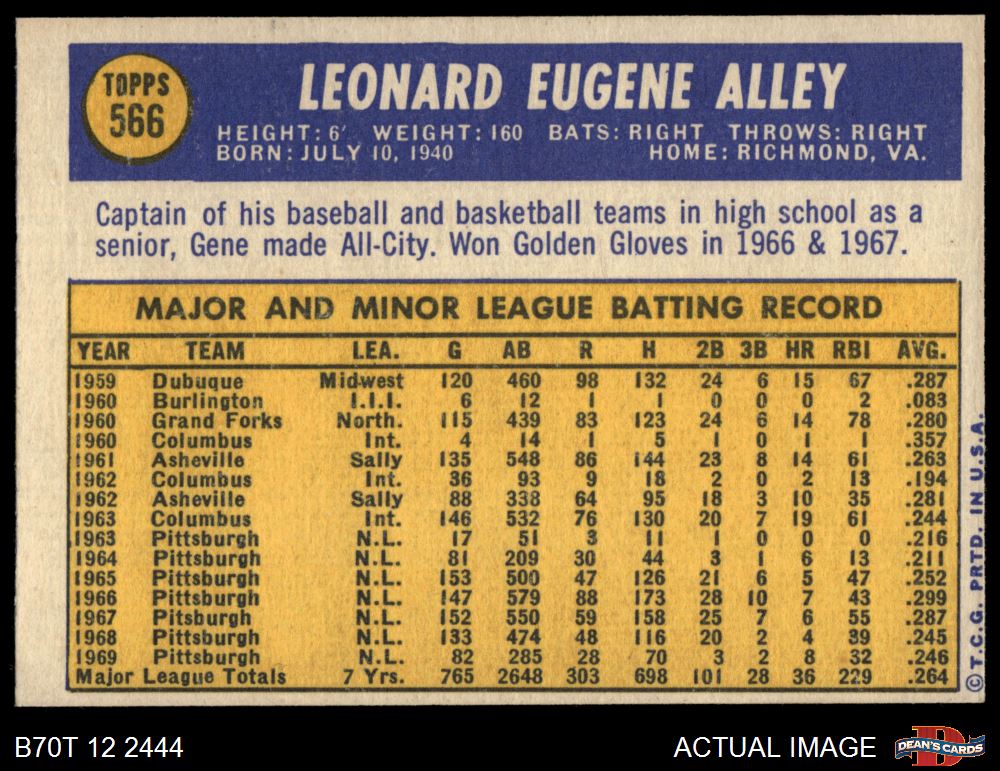 TOPPS
566
LEONARD EUGENE ALLEY
HEIGHT: 6' WEIGHT: 160 BATS: RIGHT THROWS: RIGHT
BORN: JULY 10, 1940 HOME: RICHMOND, VA.
Captain of his baseball and basketball teams in high school as a
senior, Gene made All-City. Won Golden Gloves in 1966 & 1967.
MAJOR AND MINOR LEAGUE BATTING RECORD
YEAR TEAM LEA. G AB R H 2B 3B HR RBI AVG.
1959 Dubuque Midwest 120 460 98 132 24 6 15 67 .287
1960 Burlington I.I.I. 6 12 1 1 0 0 0 2 .083
1960 Grand Forks North. 115 439 83 123 24 6 14 78 .280
1960 Columbus Int. 4 14 1 5 1 0 1 1 .357
1961 Asheville Sally 135 548 86 144 23 8 14 61 .263
1962 Columbus Int. 36 93 9 18 2 0 2 13 .194
1962 Asheville Sally 88 338 64 95 18 3 10 35 .281
1963 Columbus Int. 146 532 76 130 20 7 19 61 .244
1963 Pittsburgh N.L. 17 51 3 11 1 0 0 0 .216
1964 Pittsburgh N.L. 81 209 30 44 3 1 6 13 .211
1965 Pittsburgh N.L. 153 500 47 126 21 6 5 47 .252
1966 Pittsburgh N.L. 147 579 88 173 28 10 7 43 .299
1967 Pitsburgh N.L. 152 550 59 158 25 7 6 55 .287
1968 Pittsburgh N.L. 133 474 48 116 20 2 4 39 .245
1969 Pittsburgh N.L. 82 285 28 70 3 2 8 32 .246
Major League Totals 7 Yrs. 765 2648 303 698 101 28 36 229 .264
©T.C.G. PRTD. IN U.S.A.
B70T 12 2444
ACTUAL IMAGE
D
DEAN'S CARDS